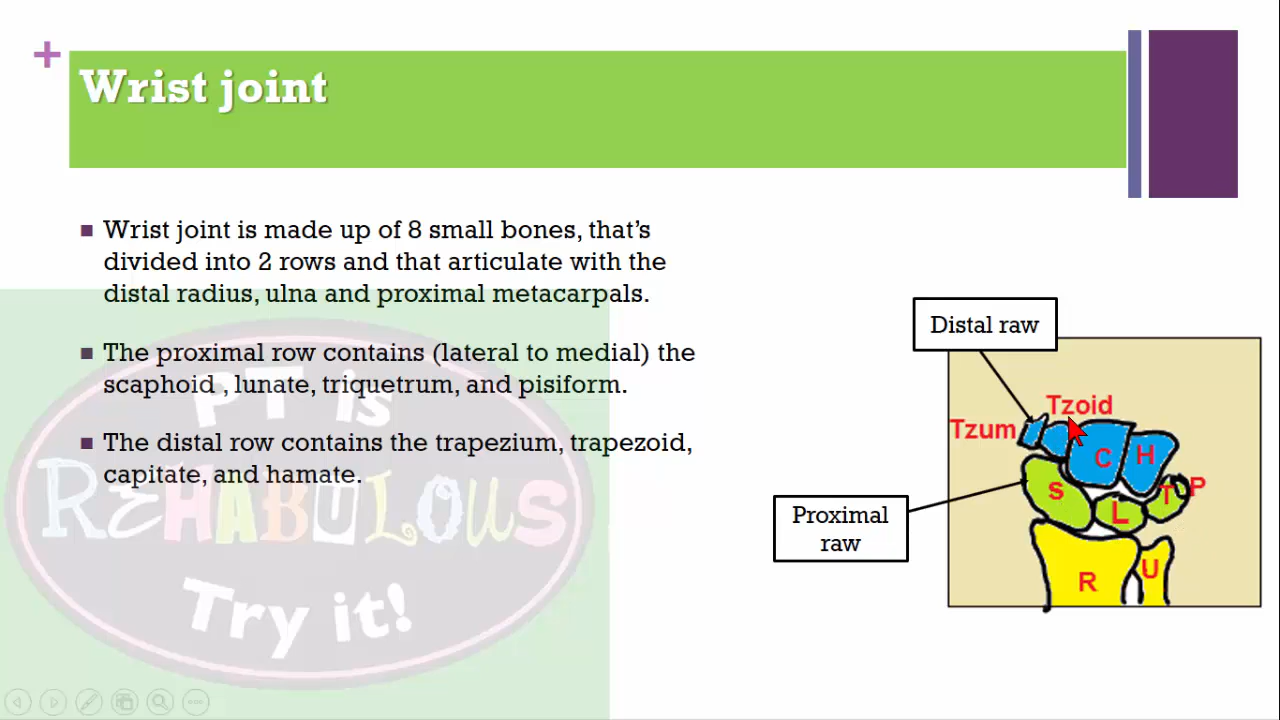 +
Wrist joint
Wrist joint is made up of 8 small bones, that's
divided into 2 rows and that articulate with the
distal radius, ulna and proximal metacarpals.
The proximal row contains (lateral to medial) the
scaphoid , lunate, triquetrum, and pisiform.
The distal row contains the trapezium, trapezoid,
capitate, and hamate.
PT is
REHABULOUS
Try it!
Distal raw
Proximal
raw
Tzoid
Tzum
C
H
S
L
T
P
R
U